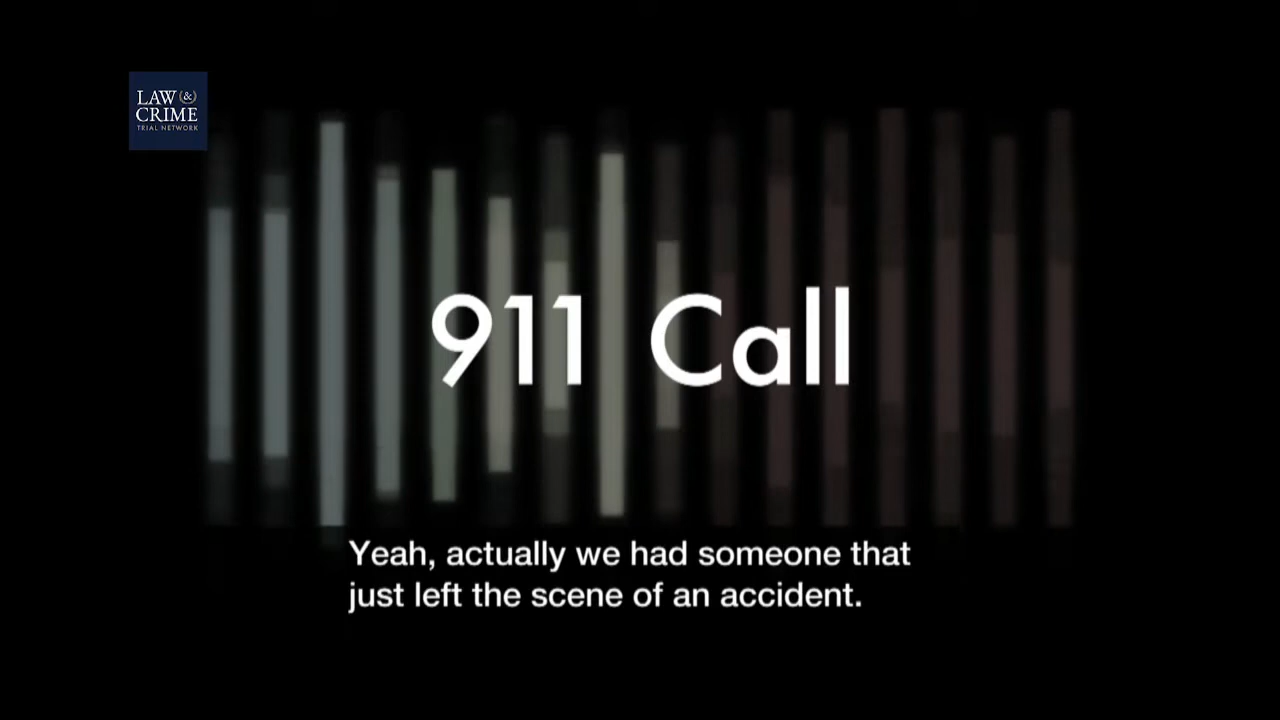 LAW &
CRIME
TRIAL NETWORK
911 Call
Yeah, actually we had someone that
just left the scene of an accident.